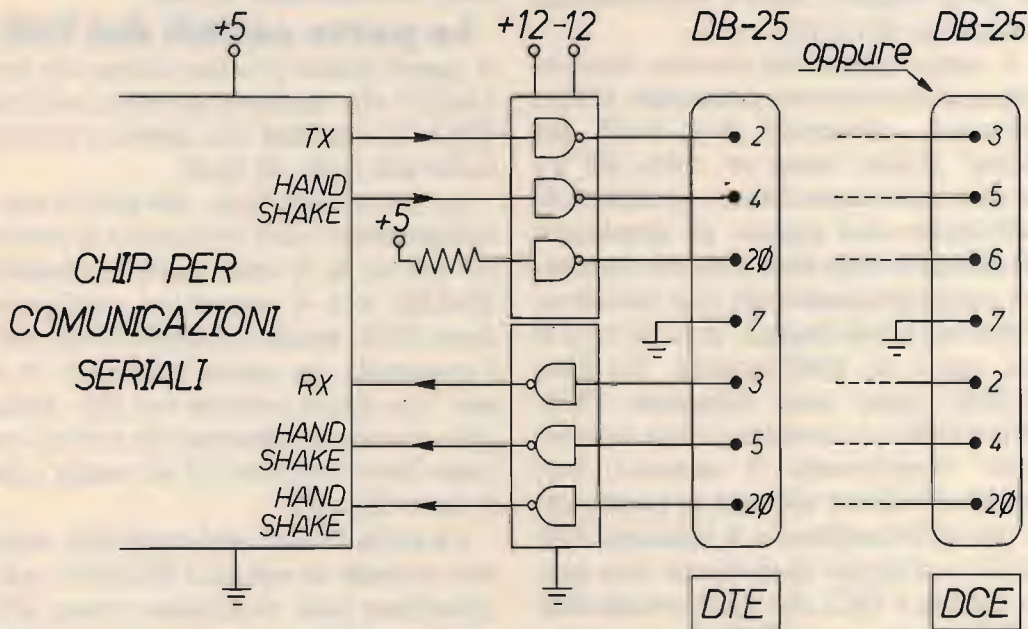 +5
+12 -12
DB-25
DB-25
oppure
TX
HAND
SHAKE
+5
CHIP PER
COMUNICAZIONI
SERIALI
RX
HAND
SHAKE
HAND
SHAKE
2
4
2Ø
7
3
5
2Ø
3
5
6
7
2
4
2Ø
DTE
DCE